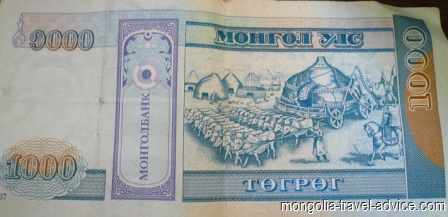 1000
МОНГОЛ УЛС
1000
МОНГОЛБАНК
1000
ТӨГРӨГ
mongolia-travel-advice.com